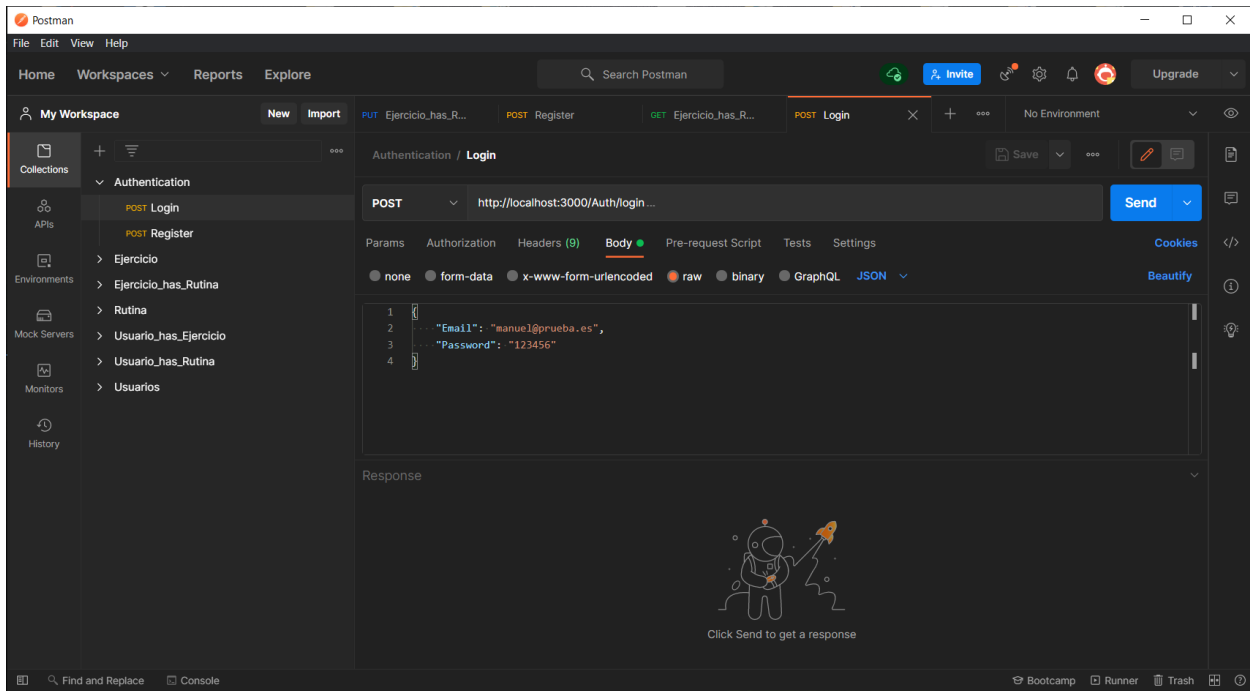 Postman
File Edit View Help
Home Workspaces Reports Explore Search Postman Invite Upgrade
My Workspace New Import PUT Ejercicio_has_R... POST Register GET Ejercicio_has_R... POST Login No Environment
Collections
APIs
Environments
Mock Servers
Monitors
History
Authentication
POST Login
POST Register
Ejercicio
Ejercicio_has_Rutina
Rutina
Usuario_has_Ejercicio
Usuario_has_Rutina
Usuarios
Authentication / Login Save
POST http://localhost:3000/Auth/login... Send
Params Authorization Headers (9) Body Pre-request Script Tests Settings Cookies
none form-data x-www-form-urlencoded raw binary GraphQL JSON Beautify
1 {
2 ····"Email":·"manuel@prueba.es",
3 ····"Password":·"123456"
4 }
Response
Click Send to get a response
Find and Replace Console Bootcamp Runner Trash